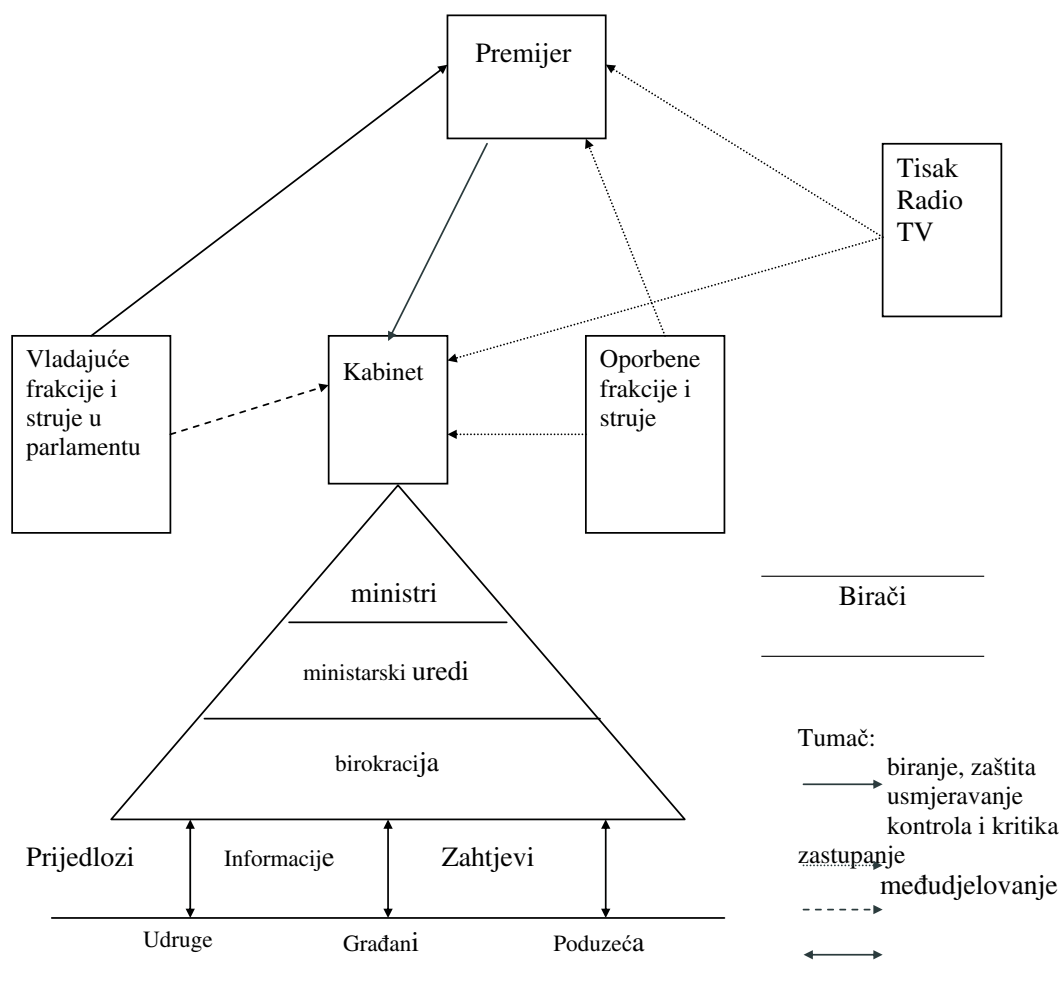 Premijer
Tisak
Radio
TV
Vladajuće
frakcije i
struje u
parlamentu
Kabinet
Oporbene
frakcije i
struje
ministri
Birači
ministarski uredi
birokracija
Tumač:
biranje, zaštita
usmjeravanje
kontrola i kritika
zastupanje
međudjelovanje
Prijedlozi
Informacije
Zahtjevi
Udruge
Građani
Poduzeća